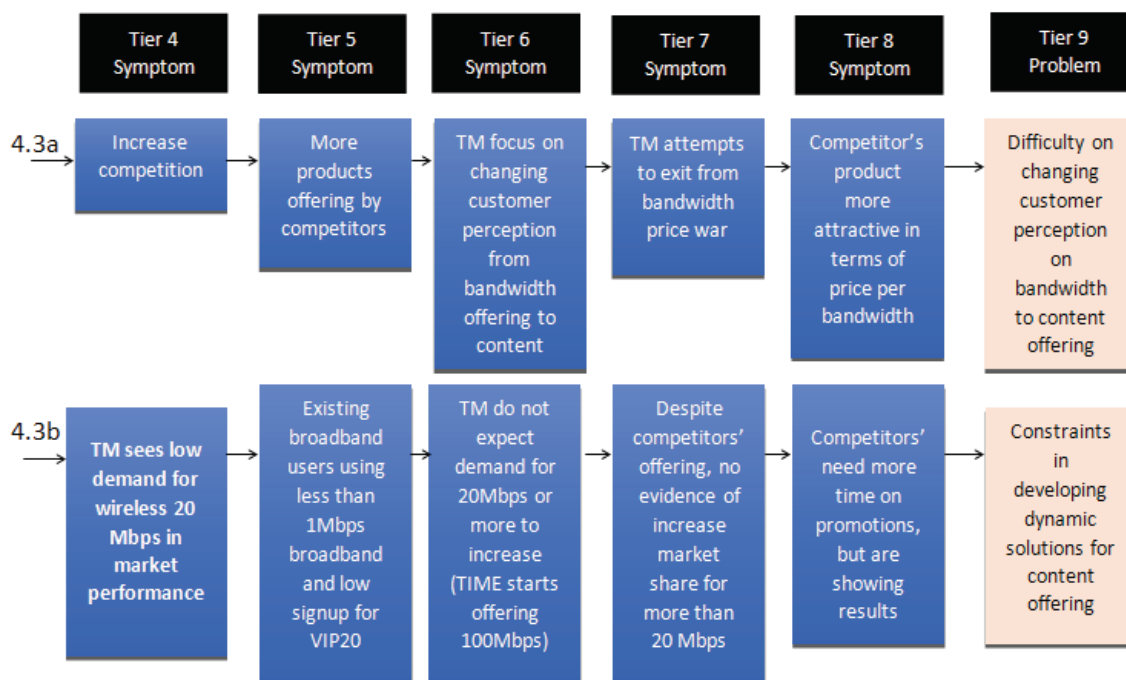 Tier 4
Symptom
Tier 5
Symptom
Tier 6
Symptom
Tier 7
Symptom
Tier 8
Symptom
Tier 9
Problem
4.3a
Increase
competition
More
products
offering by
competitors
TM focus on
changing
customer
perception
from
bandwidth
offering to
content
TM attempts
to exit from
bandwidth
price war
Competitor’s
product
more
attractive in
terms of
price per
bandwidth
Difficulty on
changing
customer
perception
on
bandwidth
to content
offering
4.3b
TM sees low
demand for
wireless 20
Mbps in
market
performance
Existing
broadband
users using
less than
1Mbps
broadband
and low
signup for
VIP20
TM do not
expect
demand for
20Mbps or
more to
increase
(TIME starts
offering
100Mbps)
Despite
competitors’
offering, no
evidence of
increase
market
share for
more than
20 Mbps
Competitors’
need more
time on
promotions,
but are
showing
results
Constraints
in
developing
dynamic
solutions for
content
offering